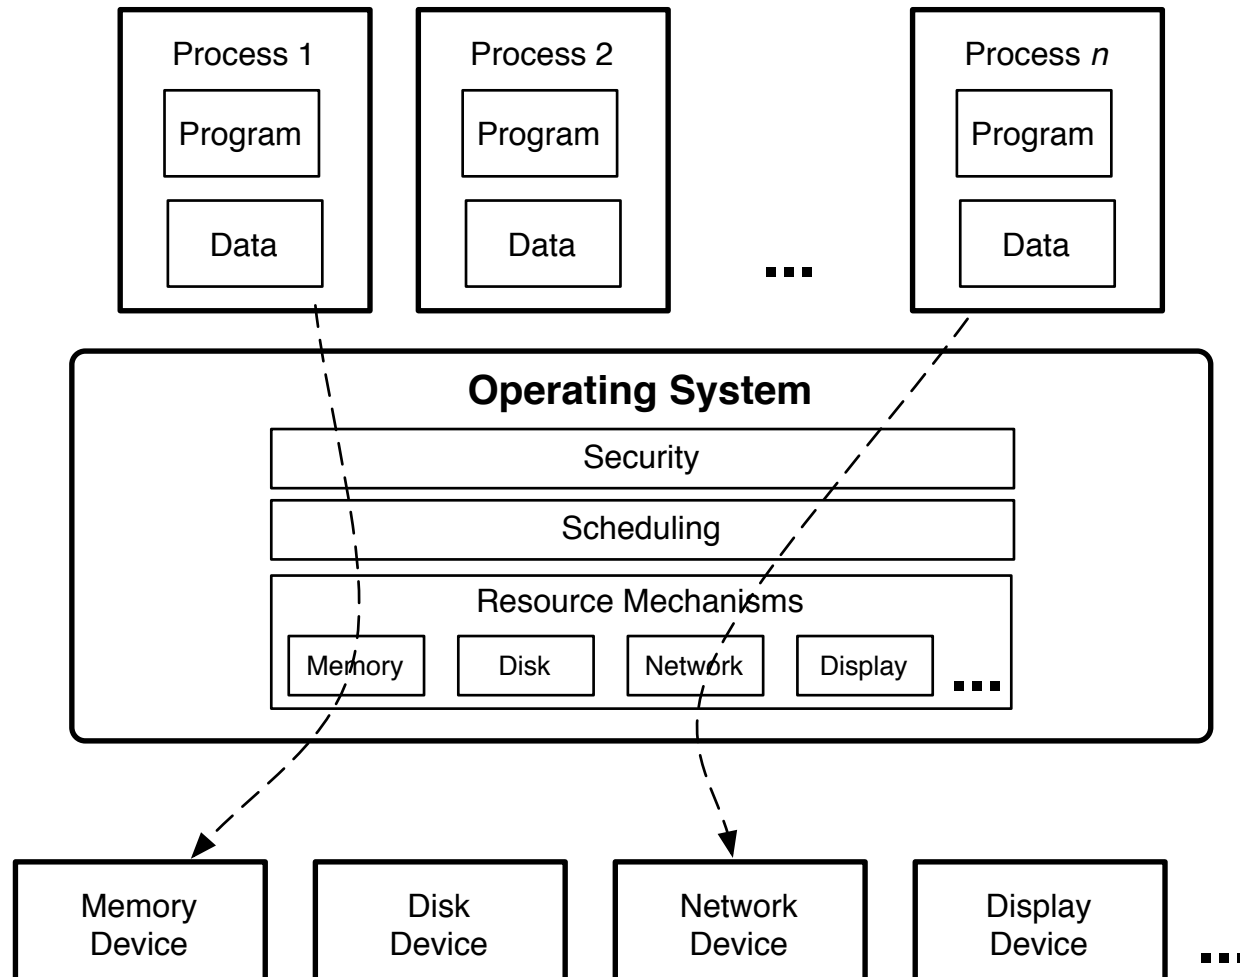 Process 1
Process 2
Process n
Program
Program
Program
Data
Data
...
Data
Operating System
Security
Scheduling
Resource Mechanisms
Memory
Disk
Network
Display
...
Memory
Device
Disk
Device
Network
Device
Display
Device
...